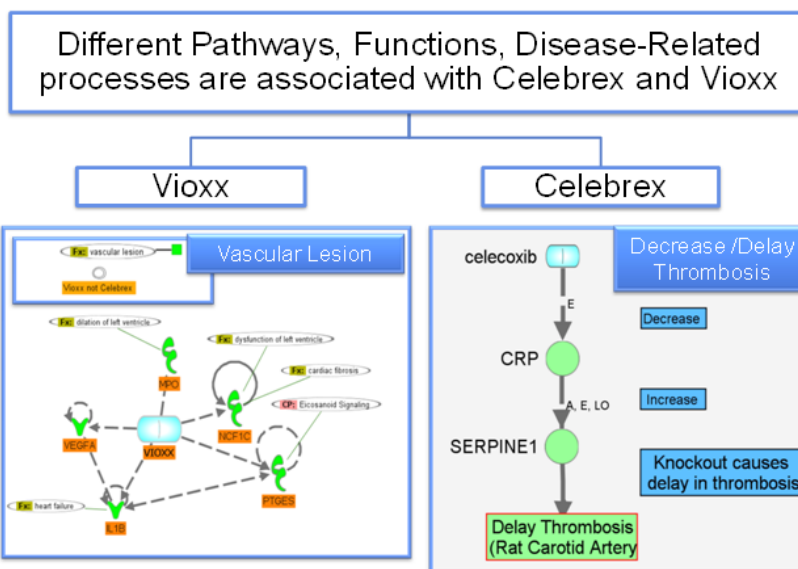 Different Pathways, Functions, Disease-Related
processes are associated with Celebrex and Vioxx
Vioxx
Celebrex
Vascular Lesion
Fx: vascular lesion
Vioxx not Celebrex
Fx: dilation of left ventricle
Fx: dysfunction of left ventricle
MPO
Fx: cardiac fibrosis
CP: Eicosanoid Signaling
NCF1C
VEGFA
VIOXX
PTGES
Fx: heart failure
IL1B
Decrease /Delay
Thrombosis
celecoxib
E
Decrease
CRP
A, E, LO
Increase
SERPINE1
Knockout causes
delay in thrombosis
Delay Thrombosis
(Rat Carotid Artery